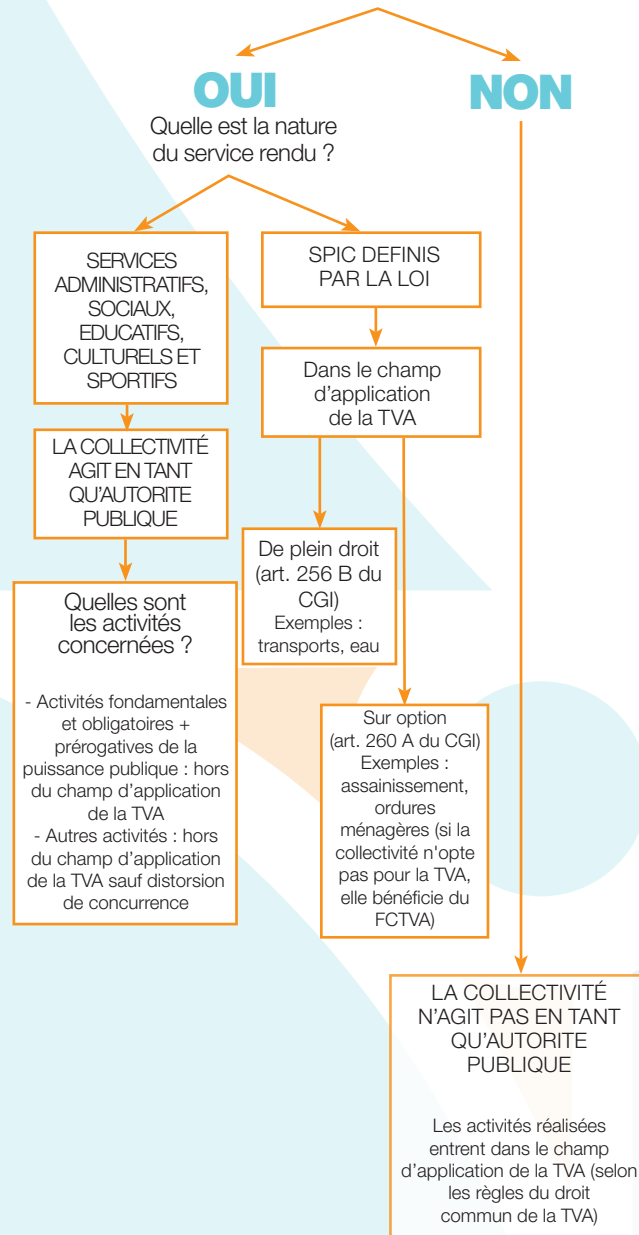 OUI
NON
Quelle est la nature
du service rendu ?
SERVICES
ADMINISTRATIFS,
SOCIAUX,
EDUCATIFS,
CULTURELS ET
SPORTIFS
SPIC DEFINIS
PAR LA LOI
Dans le champ
d’application
de la TVA
LA COLLECTIVITÉ
AGIT EN TANT
QU’AUTORITE
PUBLIQUE
De plein droit
(art. 256 B du
CGI)
Exemples :
transports, eau
Quelles sont
les activités
concernées ?
- Activités fondamentales
et obligatoires +
prérogatives de la
puissance publique : hors
du champ d’application
de la TVA
- Autres activités : hors
du champ d’application
de la TVA sauf distorsion
de concurrence
Sur option
(art. 260 A du CGI)
Exemples :
assainissement,
ordures
ménagères (si la
collectivité n'opte
pas pour la TVA,
elle bénéficie du
FCTVA)
LA COLLECTIVITÉ
N’AGIT PAS EN TANT
QU’AUTORITE
PUBLIQUE
Les activités réalisées
entrent dans le champ
d’application de la TVA (selon
les règles du droit
commun de la TVA)